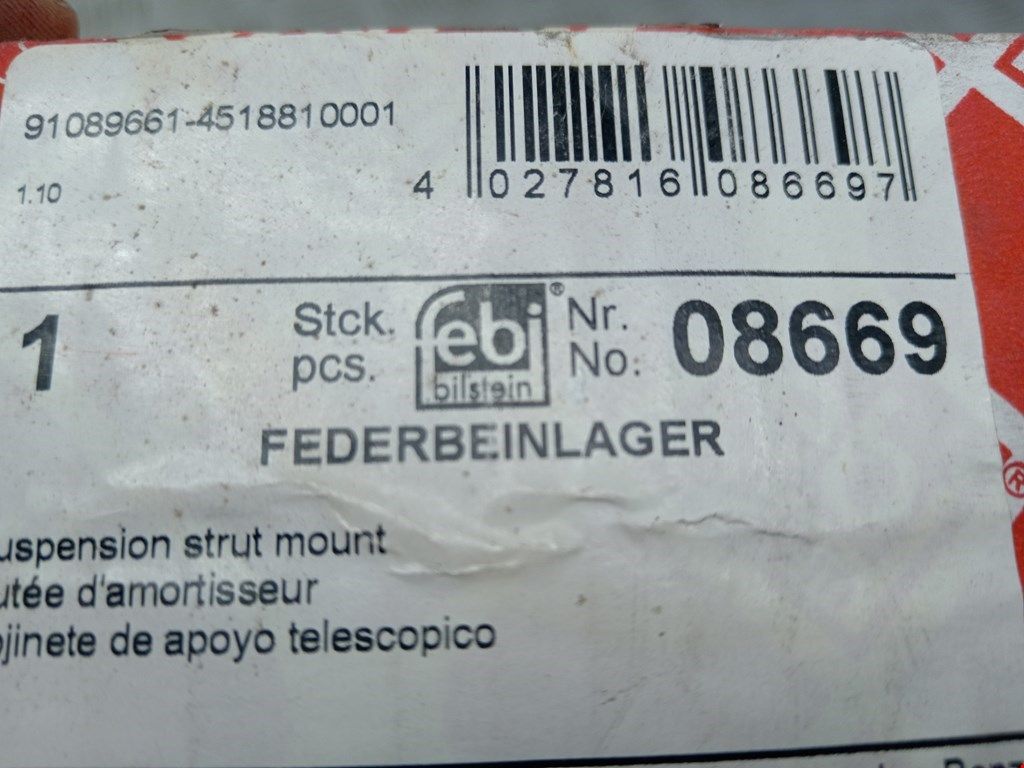 91089661-4518810001
1.10
4 027816 086697
1 Stck. febi® Nr. 08669
pcs. bilstein No:
FEDERBEINLAGER
uspension strut mount
utée d'amortisseur
ojinete de apoyo telescopico
®